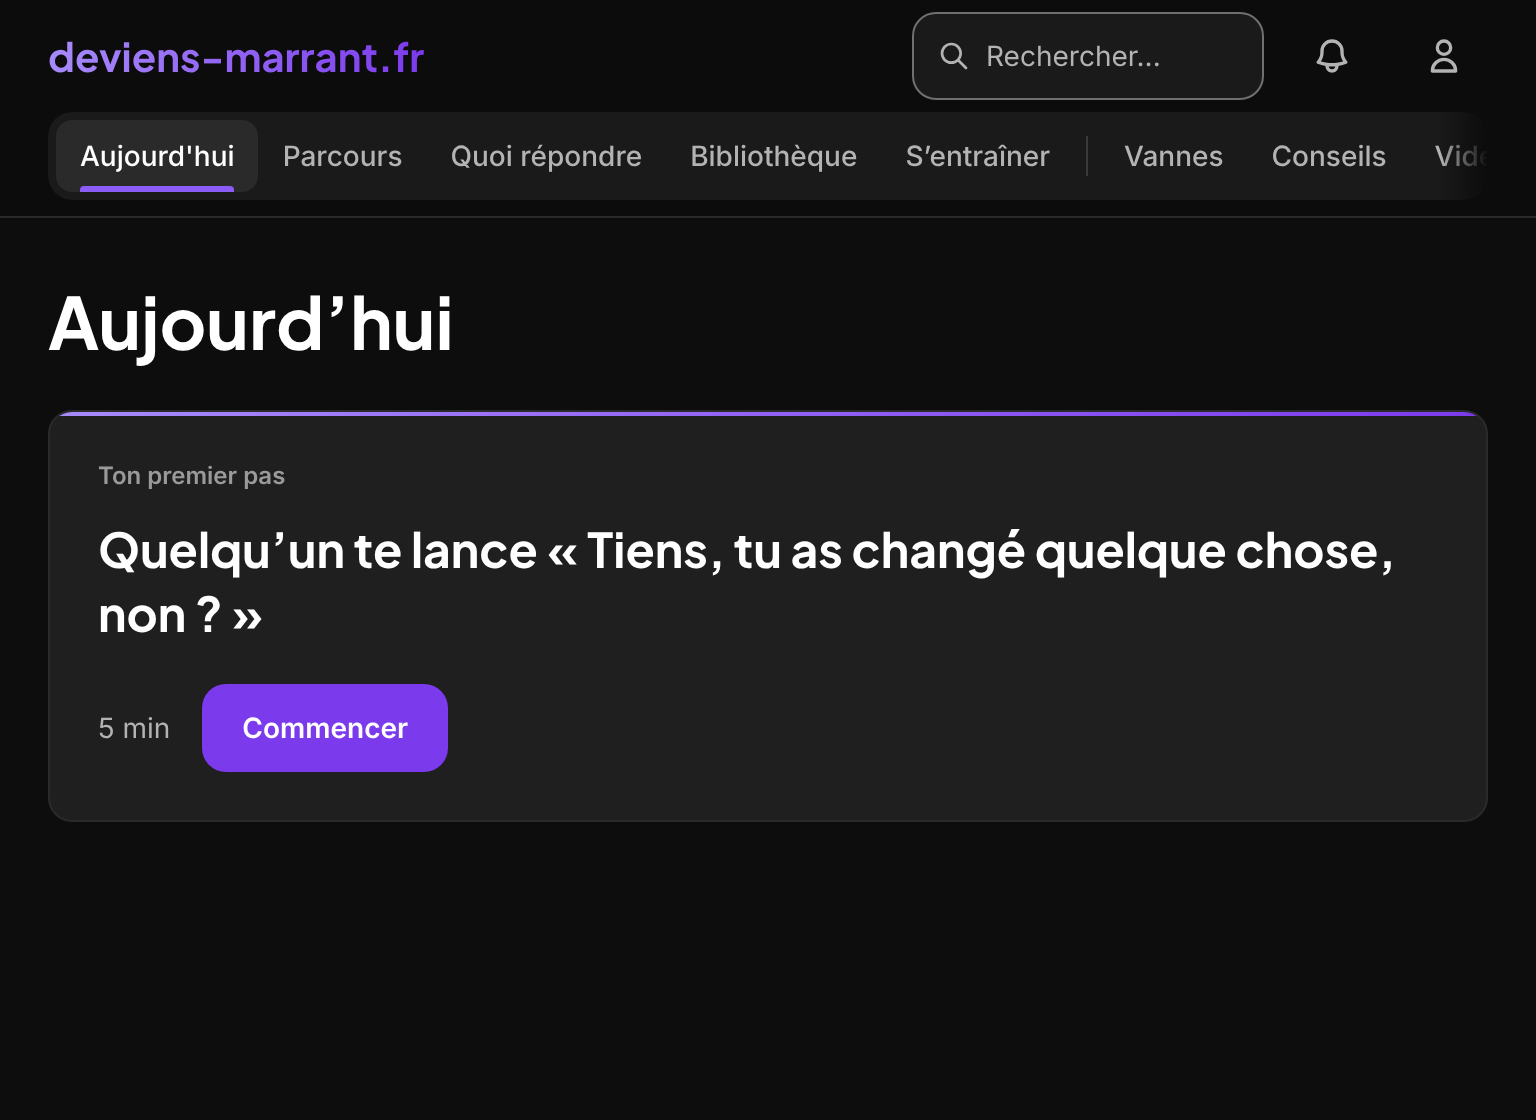 deviens-marrant.fr
Rechercher...
Aujourd'hui Parcours Quoi répondre Bibliothèque S’entraîner Vannes Conseils
Aujourd’hui
Ton premier pas
Quelqu’un te lance « Tiens, tu as changé quelque chose,
non ? »
5 min Commencer